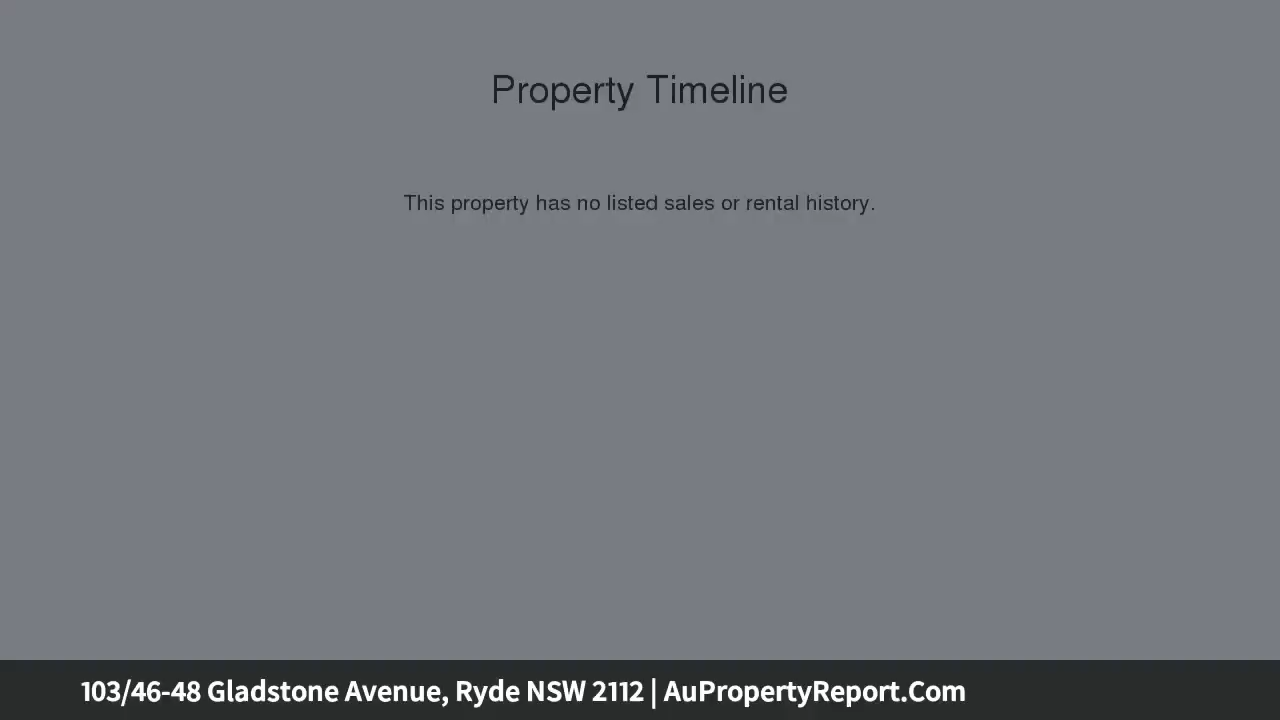 Property Timeline
This property has no listed sales or rental history.
103/46-48 Gladstone Avenue, Ryde NSW 2112 | AuPropertyReport.Com